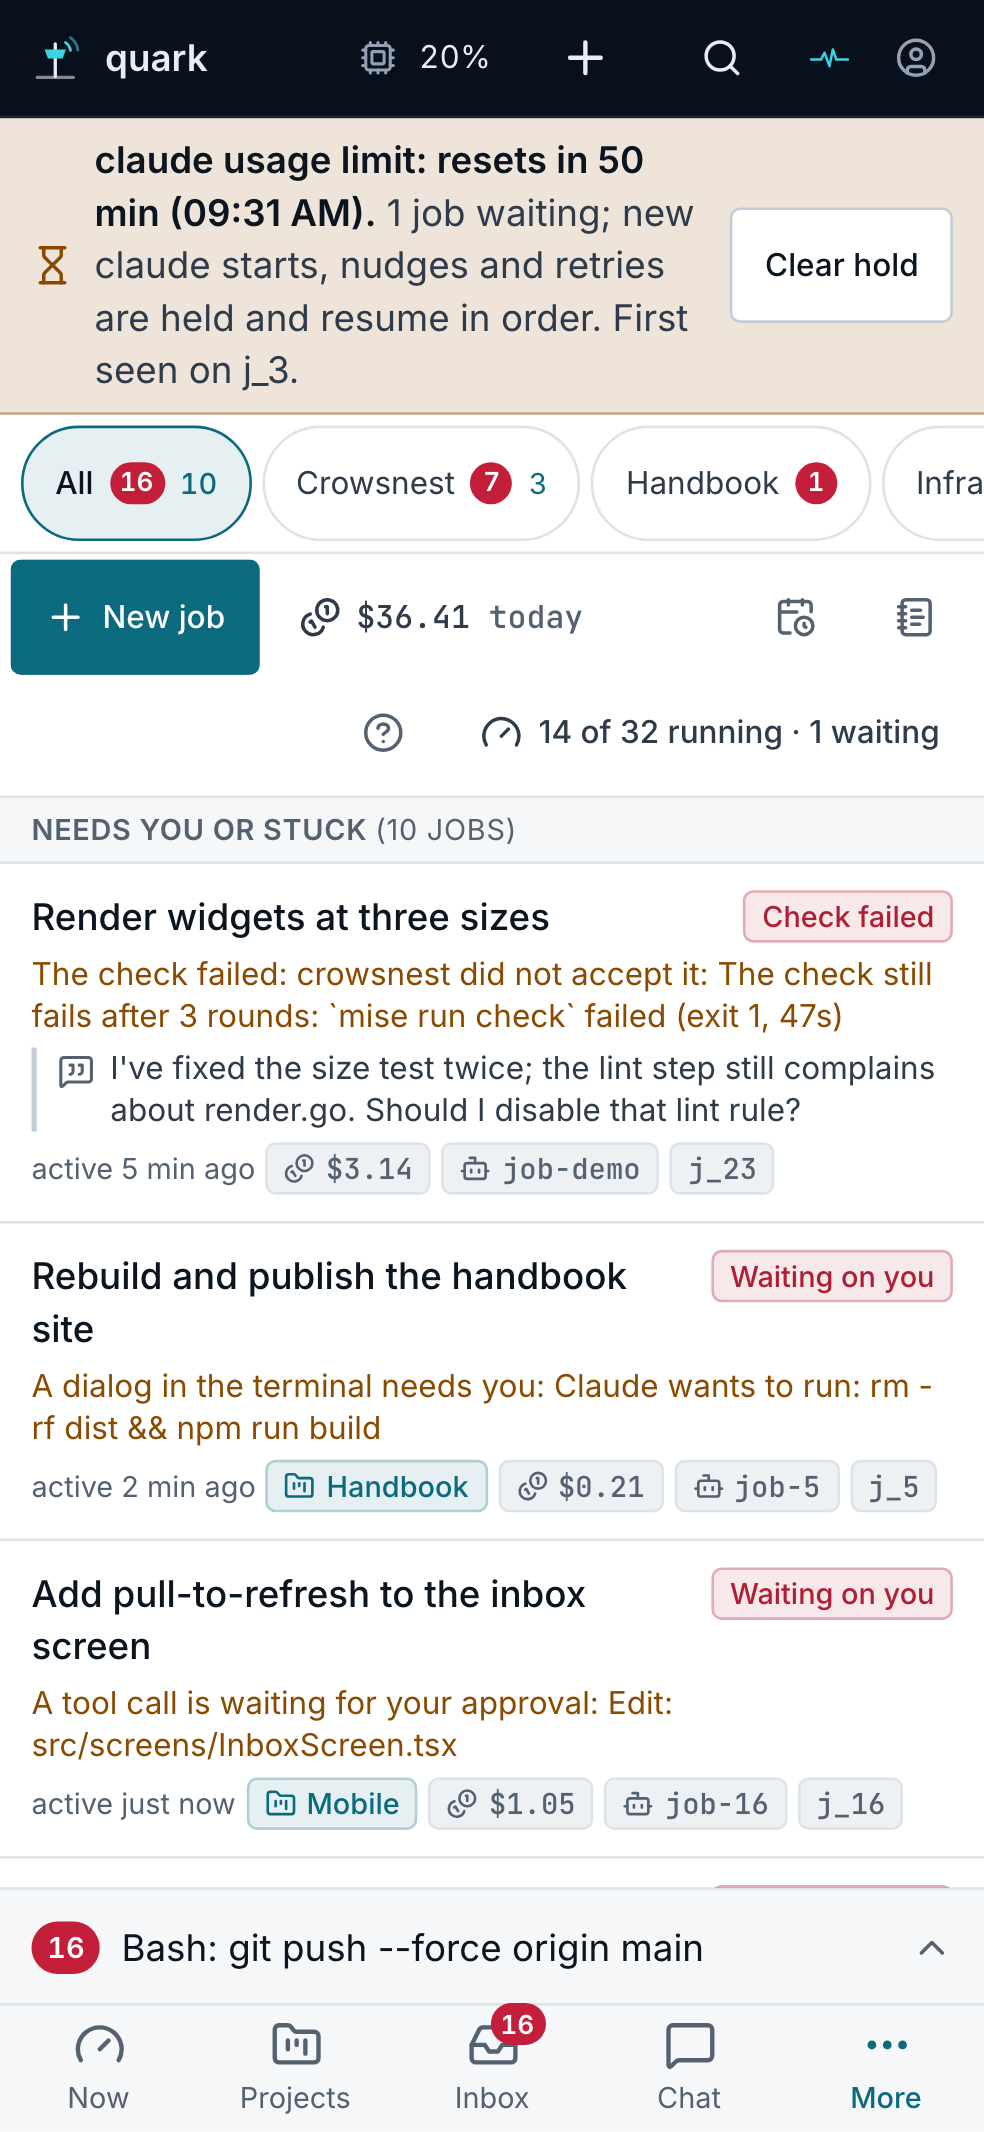 quark
20%
claude usage limit: resets in 50
min (09:31 AM). 1 job waiting; new
claude starts, nudges and retries
are held and resume in order. First
seen on j_3.
Clear hold
All 16 10
Crowsnest 7 3
Handbook 1
Infra
New job
$36.41 today
14 of 32 running · 1 waiting
NEEDS YOU OR STUCK (10 JOBS)
Render widgets at three sizes
Check failed
The check failed: crowsnest did not accept it: The check still
fails after 3 rounds: `mise run check` failed (exit 1, 47s)
I've fixed the size test twice; the lint step still complains
about render.go. Should I disable that lint rule?
active 5 min ago $3.14 job-demo j_23
Rebuild and publish the handbook
site
Waiting on you
A dialog in the terminal needs you: Claude wants to run: rm -
rf dist && npm run build
active 2 min ago Handbook $0.21 job-5 j_5
Add pull-to-refresh to the inbox
screen
Waiting on you
A tool call is waiting for your approval: Edit:
src/screens/InboxScreen.tsx
active just now Mobile $1.05 job-16 j_16
16 Bash: git push --force origin main
16
Now
Projects
Inbox
Chat
More